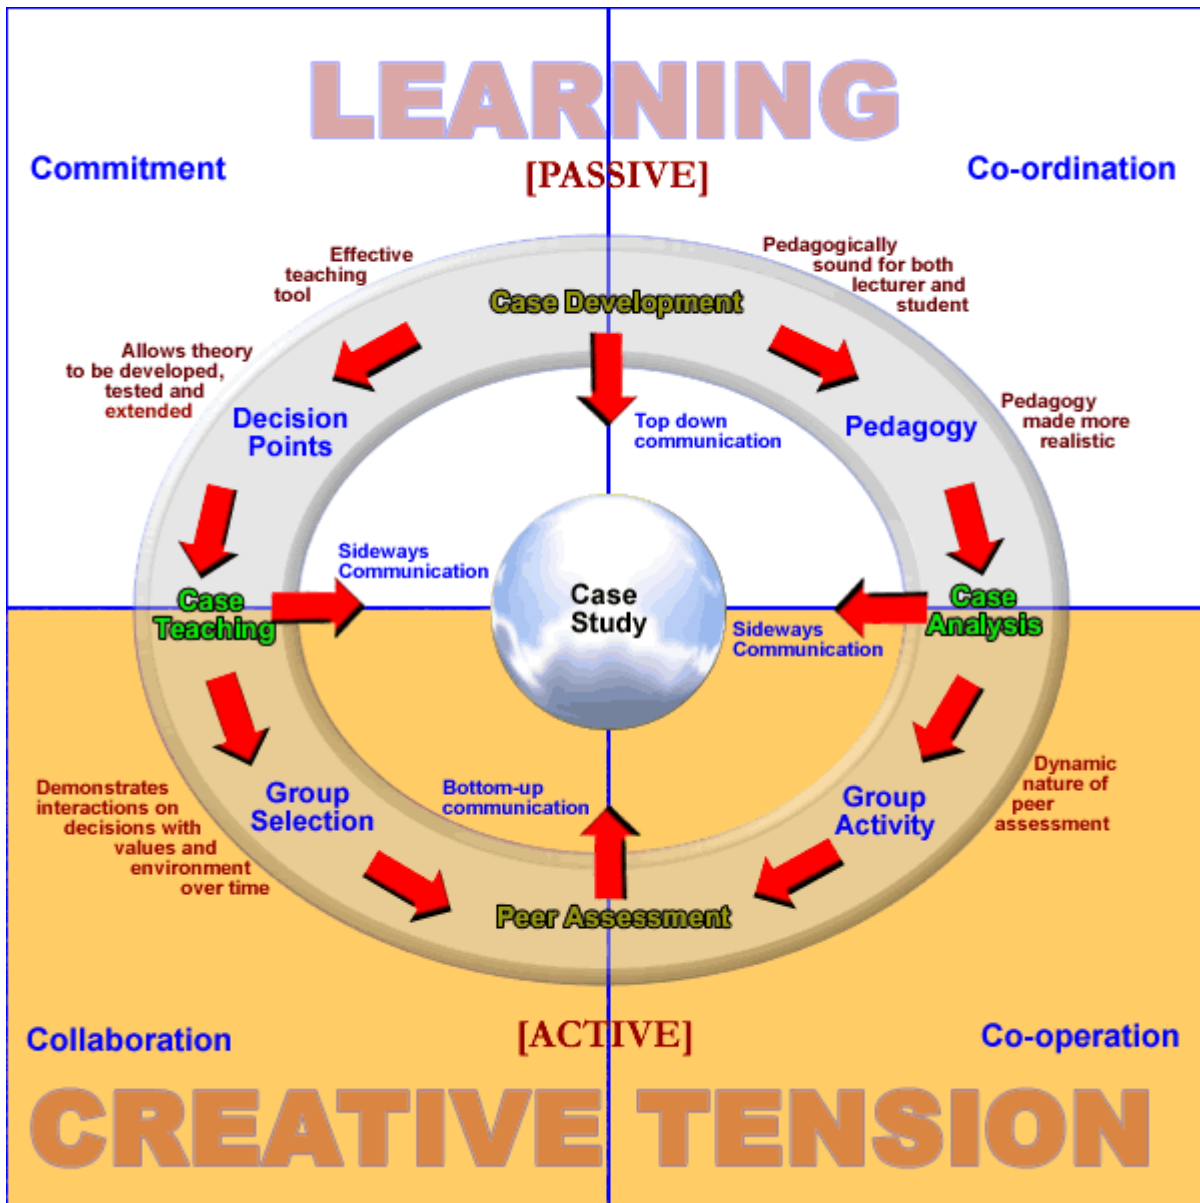 LEARNING
[PASSIVE]
Commitment
Co-ordination
Effective
teaching
tool
Pedagogically
sound for both
lecturer and
student
Case Development
Allows theory
to be developed,
tested and
extended
Decision
Points
Top down
communication
Pedagogy
Pedagogy
made more
realistic
Sideways
Communication
Case
Teaching
Case
Study
Sideways
Communication
Case
Analysis
Demonstrates
interactions on
decisions with
values and
environment
over time
Group
Selection
Bottom-up
communication
Group
Activity
Dynamic
nature of
peer
assessment
Peer Assessment
Collaboration
[ACTIVE]
Co-operation
CREATIVE TENSION